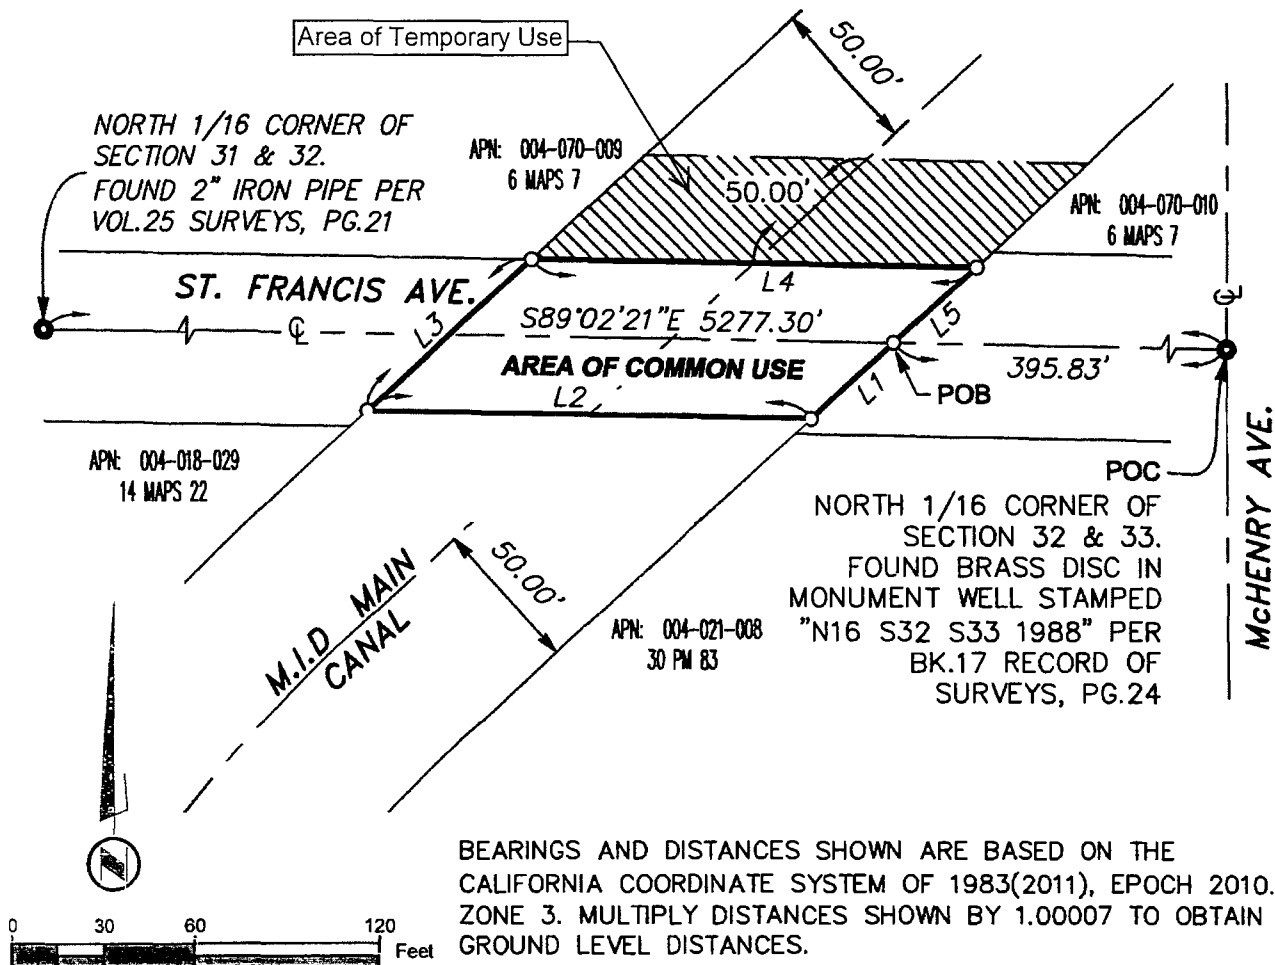 Area of Temporary Use
50.00'
NORTH 1/16 CORNER OF
SECTION 31 & 32.
FOUND 2" IRON PIPE PER
VOL.25 SURVEYS, PG.21
APN: 004-070-009
6 MAPS 7
50.00'
APN: 004-070-010
6 MAPS 7
ST. FRANCIS AVE.
L4
L3
S89°02'21"E 5277.30'
L5
℄
℄
AREA OF COMMON USE
395.83'
L2
L1
POB
APN: 004-018-029
14 MAPS 22
POC
NORTH 1/16 CORNER OF
SECTION 32 & 33.
FOUND BRASS DISC IN
MONUMENT WELL STAMPED
"N16 S32 S33 1988" PER
BK.17 RECORD OF
SURVEYS, PG.24
McHENRY AVE.
M.I.D MAIN
CANAL
50.00'
APN: 004-021-008
30 PM 83
BEARINGS AND DISTANCES SHOWN ARE BASED ON THE
CALIFORNIA COORDINATE SYSTEM OF 1983(2011), EPOCH 2010.
ZONE 3. MULTIPLY DISTANCES SHOWN BY 1.00007 TO OBTAIN
GROUND LEVEL DISTANCES.
0 30 60 120
Feet